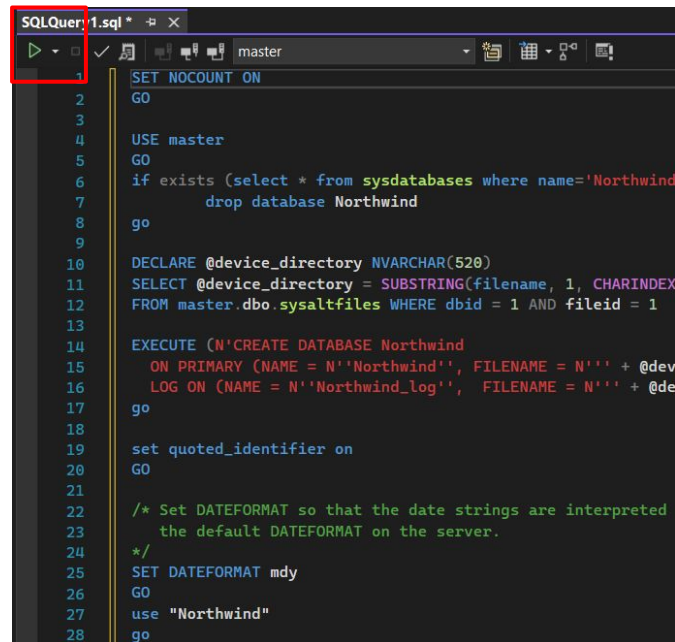 SQLQuery1.sql*
master
1 SET NOCOUNT ON
2 GO
3
4 USE master
5 GO
6 if exists (select * from sysdatabases where name='Northwind
7 drop database Northwind
8 go
9
10 DECLARE @device_directory NVARCHAR(520)
11 SELECT @device_directory = SUBSTRING(filename, 1, CHARINDEX
12 FROM master.dbo.sysaltfiles WHERE dbid = 1 AND fileid = 1
13
14 EXECUTE (N'CREATE DATABASE Northwind
15 ON PRIMARY (NAME = N''Northwind'', FILENAME = N''' + @dev
16 LOG ON (NAME = N''Northwind_log'',  FILENAME = N''' + @de
17 go
18
19 set quoted_identifier on
20 GO
21
22 /* Set DATEFORMAT so that the date strings are interpreted
23 the default DATEFORMAT on the server.
24 */
25 SET DATEFORMAT mdy
26 GO
27 use "Northwind"
28 go